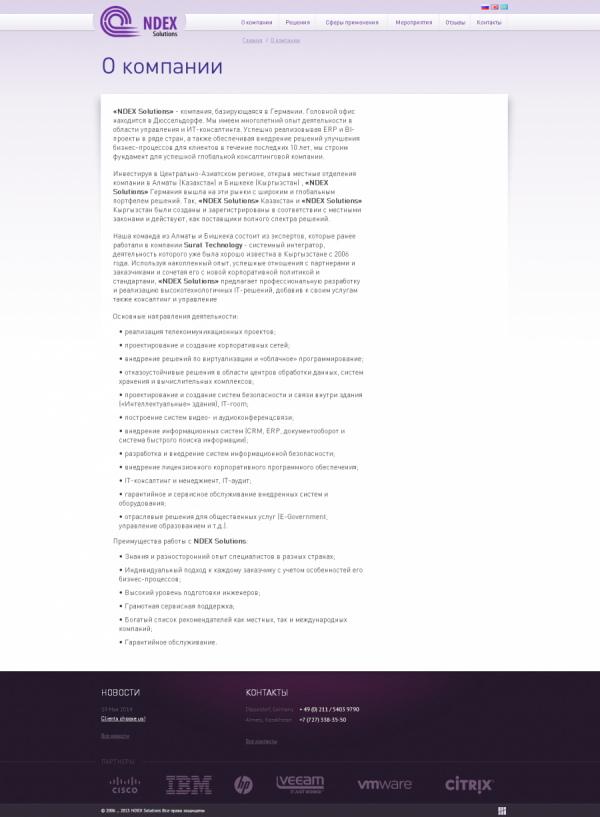 NDEX
Solutions
О компании
Решения
Сферы применения
Мероприятия
Отзывы
Контакты
Главная / О компании
О компании
«NDEX Solutions» - компания, базирующаяся в Германии. Головной офис
находится в Дюссельдорфе. Мы имеем многолетний опыт деятельности в
области управления и ИТ-консалтинга. Успешно реализовывая ERP и BI-
проекты в ряде стран, а также обеспечивая внедрение решений улучшения
бизнес-процессов для клиентов в течение последних 10 лет, мы строим
фундамент для успешной глобальной консалтинговой компании.
Инвестируя в Центрально-Азиатском регионе, открыв местные отделения
компании в Алматы (Казахстан) и Бишкеке (Кыргызстан) , «NDEX
Solutions» Германия вышла на эти рынки с широким и глобальным
портфелем решений. Так, «NDEX Solutions» Казахстан и «NDEX Solutions»
Кыргызстан были созданы и зарегистрированы в соответствии с местными
законами и действуют, как поставщики полного спектра решений.
Наша команда из Алматы и Бишкека состоит из экспертов, которые ранее
работали в компании Surat Technology - системный интегратор,
деятельность которого уже была хорошо известна в Кыргызстане с 2006
года. Используя накопленный опыт, успешные отношения с партнерами и
заказчиками и сочетая его с новой корпоративной политикой и
стандартами, «NDEX Solutions» предлагает профессиональную разработку
и реализацию высокотехнологичных IT-решений, добавив к своим услугам
также консалтинг и управление
Основные направления деятельности:
• реализация телекоммуникационных проектов;
• проектирование и создание корпоративных сетей;
• внедрение решений по виртуализации и «облачное» программирование;
• отказоустойчивые решения в области центров обработки данных, систем
хранения и вычислительных комплексов;
• проектирование и создание систем безопасности и связи внутри здания
(«Интеллектуальные» здания), IT-room;
• построение систем видео- и аудиоконференцсвязи;
• внедрение информационных систем (CRM, ERP, документооборот и
система быстрого поиска информации);
• разработка и внедрение систем информационной безопасности;
• внедрение лицензионного корпоративного программного обеспечения;
• IT-консалтинг и менеджмент, IT-аудит;
• гарантийное и сервисное обслуживание внедренных систем и
оборудования;
• отраслевые решения для общественных услуг (E-Government,
управление образованием и т.д.).
Преимущества работы с NDEX Solutions:
• Знания и разносторонний опыт специалистов в разных странах;
• Индивидуальный подход к каждому заказчику с учетом особенностей его
бизнес-процессов;
• Высокий уровень подготовки инженеров;
• Грамотная сервисная поддержка;
• Богатый список рекомендателей как местных, так и международных
компаний;
• Гарантийное обслуживание.
НОВОСТИ
19 Мая 2014
Clients choose us!
Все новости
КОНТАКТЫ
Düsseldorf, Germany + 49 (0) 211 / 5403 9790
Almaty, Kazakhstan +7 (727) 338-35-50
Все контакты
ПАРТНЕРЫ
CISCO
IBM
hp
veeam
IT JUST WORKS!
vmware
CITRIX
© 2006 ... 2013 NDEX Solutions Все права защищены